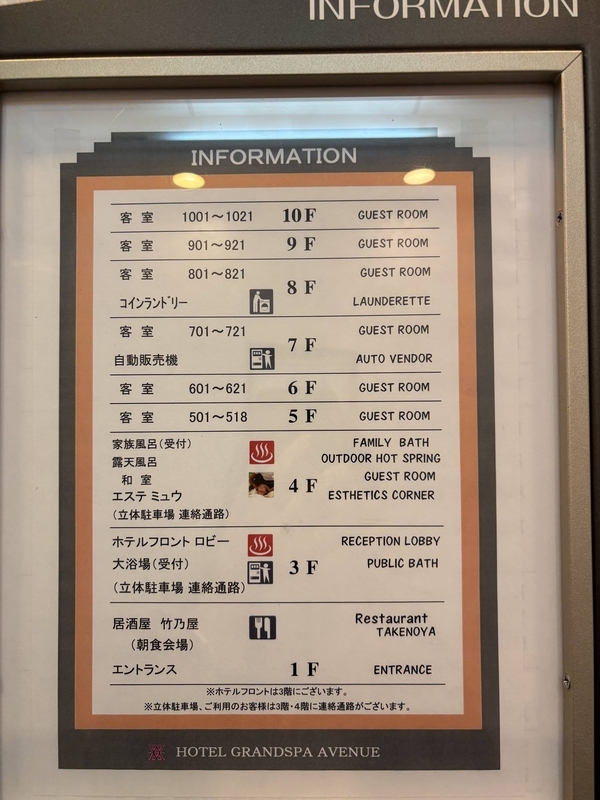 INFORMATION
INFORMATION
客 室 1001～1021 10F GUEST ROOM
客 室 901～921 9 F GUEST ROOM
客 室 801～821 GUEST ROOM
8 F
コインランドリー LAUNDERETTE
客 室 701～721 GUEST ROOM
7 F
自動販売機 AUTO VENDOR
客 室 601～621 6 F GUEST ROOM
客 室 501～518 5 F GUEST ROOM
家族風呂(受付) FAMILY BATH
露天風呂 OUTDOOR HOT SPRING
和 室 GUEST ROOM
4 F
エステ ミュウ ESTHETICS CORNER
(立体駐車場 連絡通路)
ホテルフロント ロビー RECEPTION LOBBY
大浴場(受付) 3 F PUBLIC BATH
(立体駐車場 連絡通路)
居酒屋 竹乃屋 Restaurant
TAKENOYA
(朝食会場)
エントランス 1 F ENTRANCE
※ホテルフロントは3階にございます。
※立体駐車場、ご利用のお客様は3階・4階に連絡通路がございます。
HOTEL GRANDSPA AVENUE